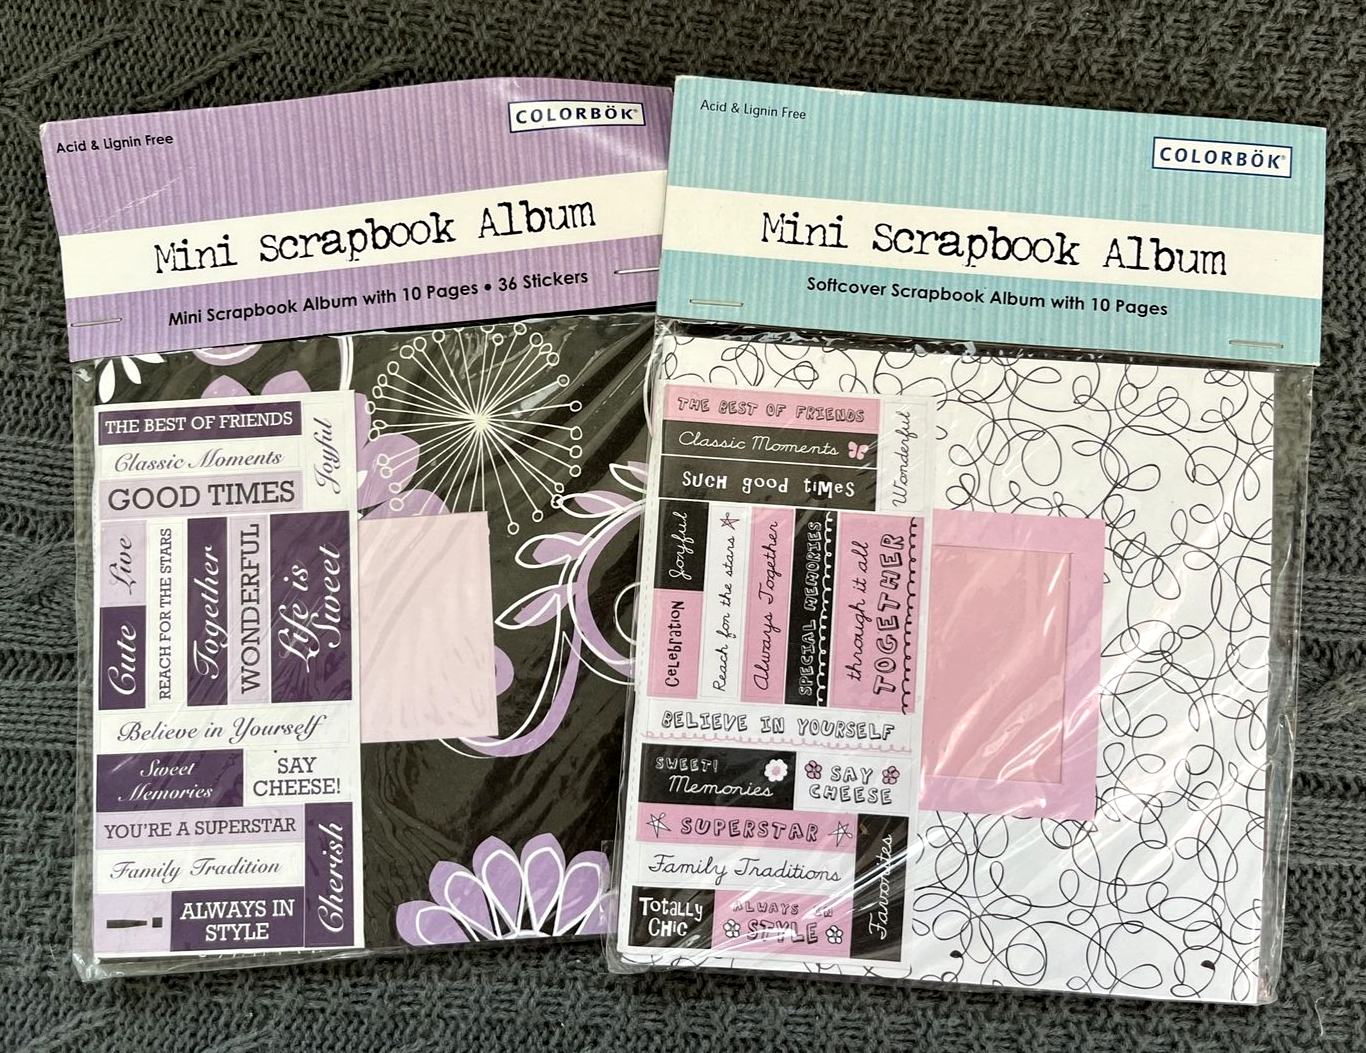 Acid & Lignin Free
COLORBÖK®
Mini Scrapbook Album
Mini Scrapbook Album with 10 Pages • 36 Stickers
THE BEST OF FRIENDS
Joyful
Classic Moments
GOOD TIMES
Live
Cute
REACH FOR THE STARS
Together
WONDERFUL
Life is
Sweet
Believe in Yourself
Sweet
Memories
SAY
CHEESE!
YOU'RE A SUPERSTAR
Cherish
Family Tradition
!
ALWAYS IN
STYLE
Acid & Lignin Free
COLORBÖK®
Mini Scrapbook Album
Softcover Scrapbook Album with 10 Pages
THE BEST OF FRIENDS
Wonderful
Classic Moments
SUCH good tiMes
Joyful
Celebration
Reach for the stars
Always Together
SPECIAL MEMORIES
through it all
TOGETHER
BELIEVE IN YOURSELF
SWEET!
Memories
SAY
CHEESE
SUPERSTAR
Favorites
Family Traditions
Totally
Chic
ALWAYS IN
STYLE